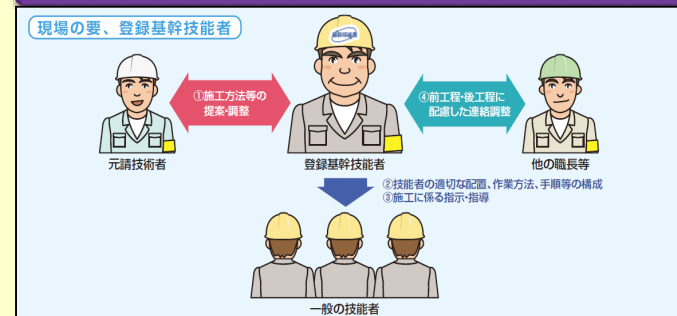 現場の要、登録基幹技能者
①施工方法等の
提案・調整
④前工程・後工程に
配慮した連絡調整
元請技術者
登録基幹技能者
他の職長等
②技能者の適切な配置、作業方法、手順等の構成
③施工に係る指示・指導
一般の技能者